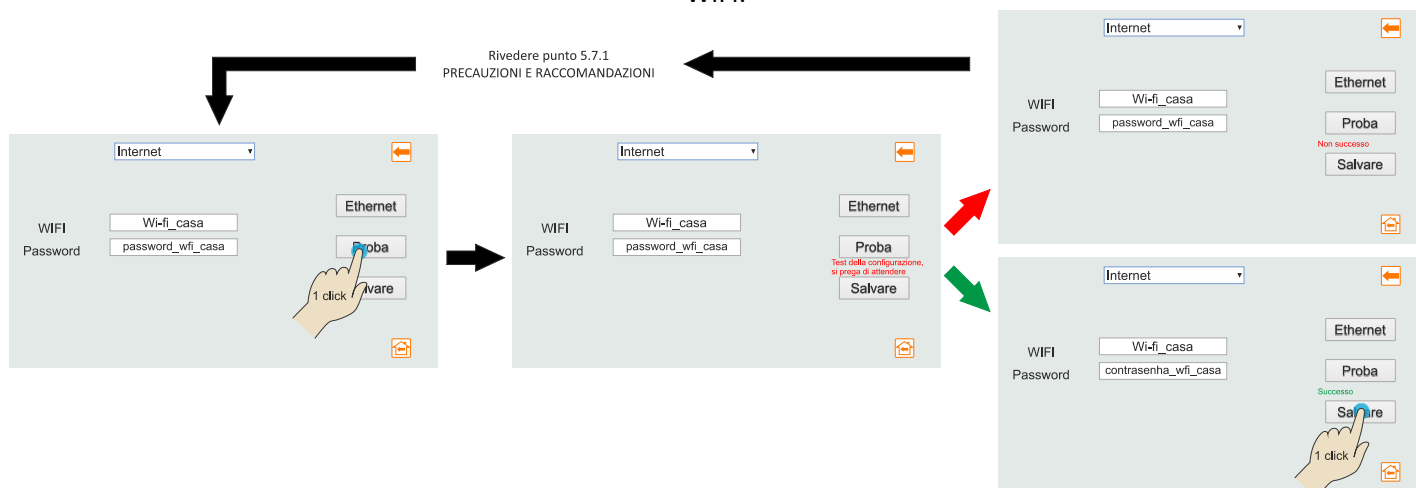 Rivedere punto 5.7.1
PRECAUZIONI E RACCOMANDAZIONI
Internet
WIFI
Wi-fi_casa
Password
password_wfi_casa
Ethernet
Proba
1 click
Internet
WIFI
Wi-fi_casa
Password
password_wfi_casa
Ethernet
Proba
Test della configurazione,
si prega di attendere
Salvare
Internet
WIFI
Wi-fi_casa
Password
password_wfi_casa
Ethernet
Proba
Non successo
Salvare
Internet
WIFI
Wi-fi_casa
Password
contrasenha_wfi_casa
Ethernet
Proba
Successo
Salvare
1 click